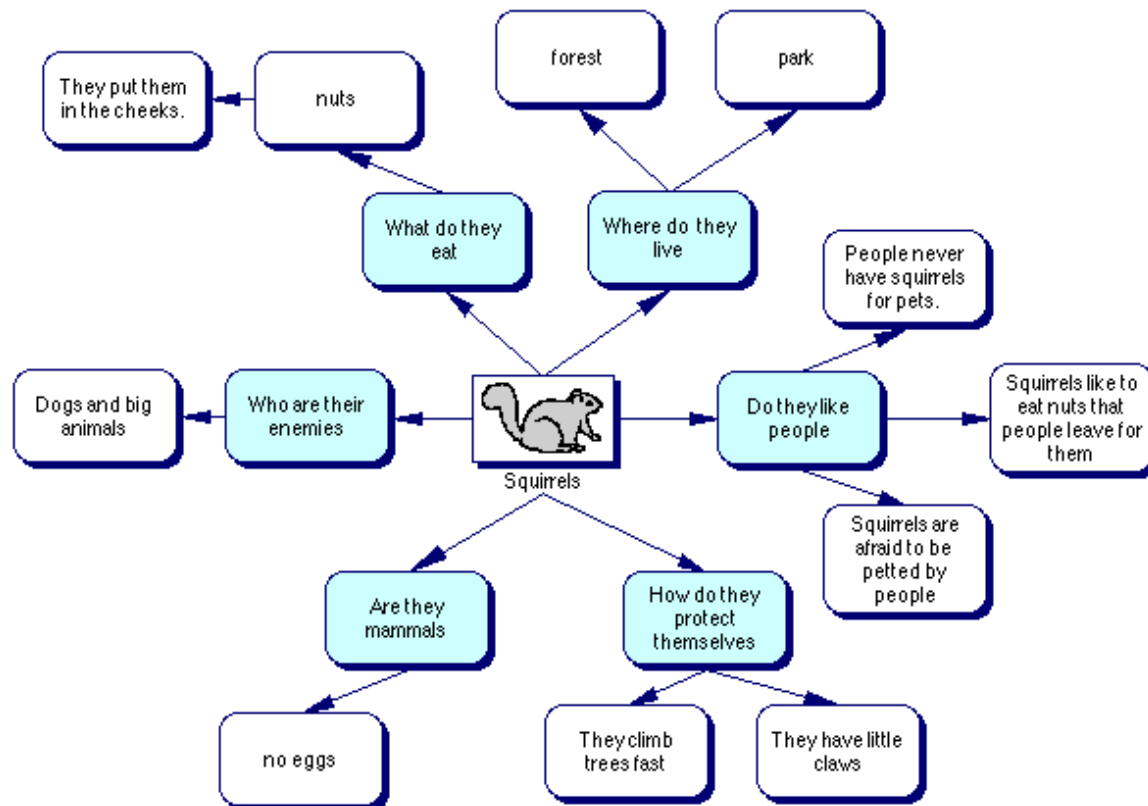 They put them
in the cheeks.
nuts
forest
park
What do they
eat
Where do they
live
People never
have squirrels
for pets.
Dogs and big
animals
Who are their
enemies
Squirrels
Do they like
people
Squirrels like to
eat nuts that
people leave for
them
Squirrels are
afraid to be
petted by
people
Are they
mammals
How do they
protect
themselves
no eggs
They climb
trees fast
They have little
claws